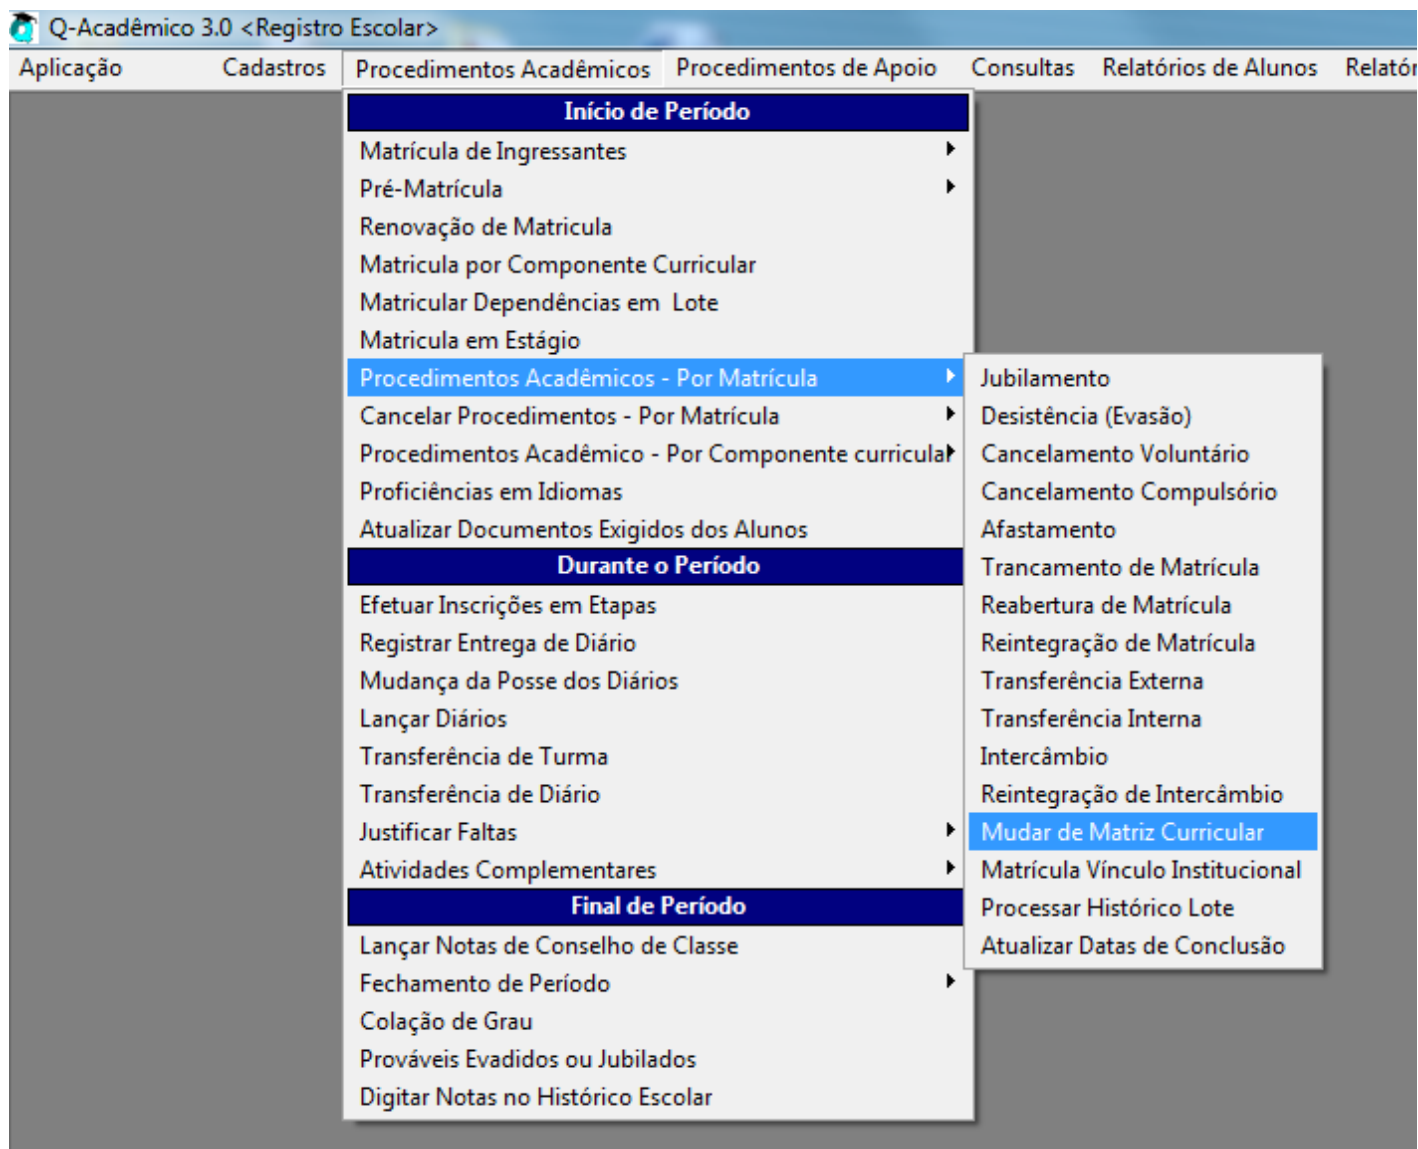 Q-Acadêmico 3.0 <Registro Escolar>
Aplicação Cadastros Procedimentos Acadêmicos Procedimentos de Apoio Consultas Relatórios de Alunos Relatór
Início de Período
Matrícula de Ingressantes
Pré-Matrícula
Renovação de Matricula
Matricula por Componente Curricular
Matricular Dependências em Lote
Matricula em Estágio
Procedimentos Acadêmicos - Por Matrícula
Cancelar Procedimentos - Por Matrícula
Procedimentos Acadêmico - Por Componente curricular
Proficiências em Idiomas
Atualizar Documentos Exigidos dos Alunos
Durante o Período
Efetuar Inscrições em Etapas
Registrar Entrega de Diário
Mudança da Posse dos Diários
Lançar Diários
Transferência de Turma
Transferência de Diário
Justificar Faltas
Atividades Complementares
Final de Período
Lançar Notas de Conselho de Classe
Fechamento de Período
Colação de Grau
Prováveis Evadidos ou Jubilados
Digitar Notas no Histórico Escolar
Jubilamento
Desistência (Evasão)
Cancelamento Voluntário
Cancelamento Compulsório
Afastamento
Trancamento de Matrícula
Reabertura de Matrícula
Reintegração de Matrícula
Transferência Externa
Transferência Interna
Intercâmbio
Reintegração de Intercâmbio
Mudar de Matriz Curricular
Matrícula Vínculo Institucional
Processar Histórico Lote
Atualizar Datas de Conclusão